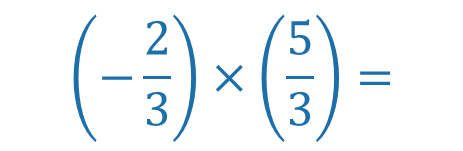 (−2/3) × (5/3) =